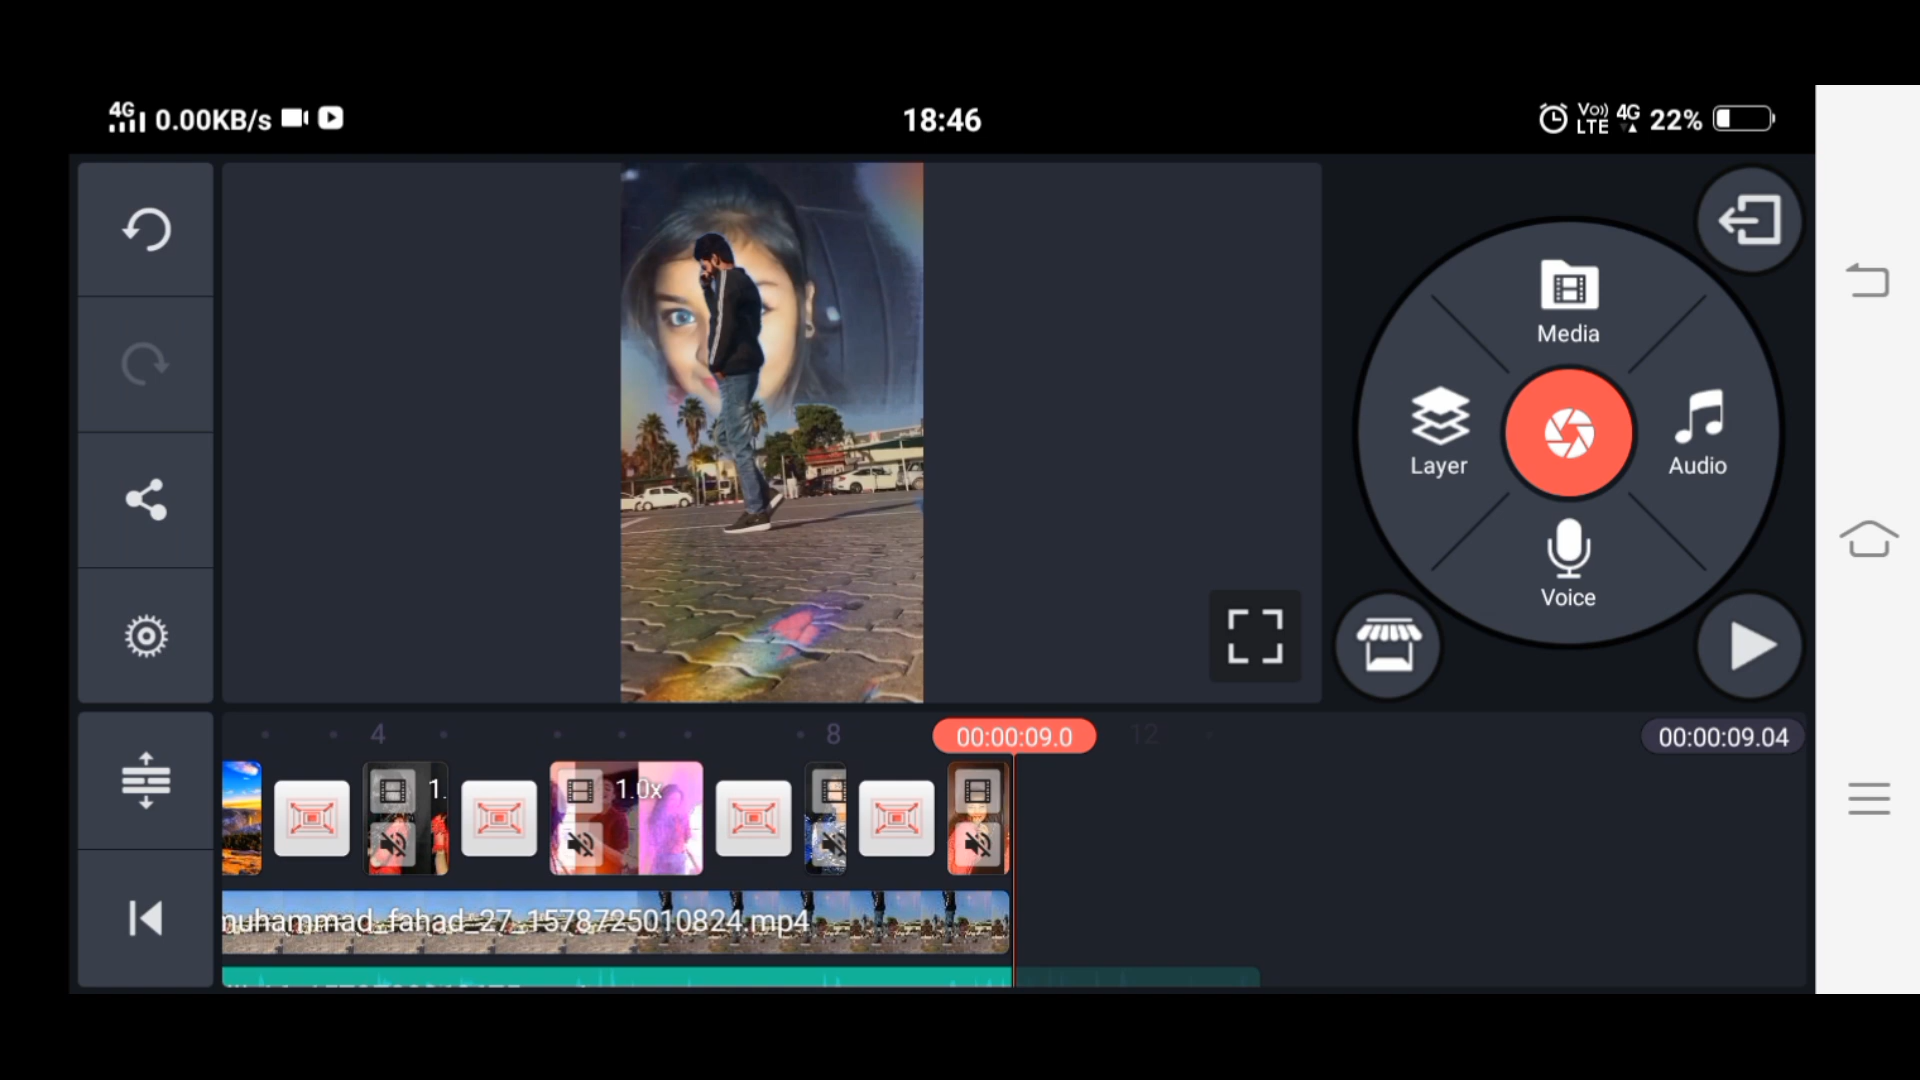 4G 0.00KB/s
18:46
Vo)) LTE 4G 22%
Media
Layer
Audio
Voice
4
8
00:00:09.0
12
00:00:09.04
1.
1.0x
muhammad_fahad_27_1578725010824.mp4